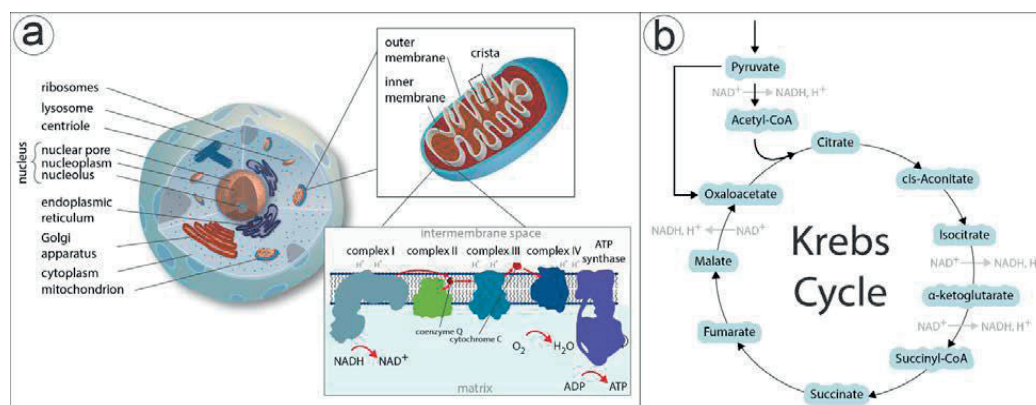 a
ribosomes
lysosome
centriole
nucleus
nuclear pore
nucleoplasm
nucleolus
endoplasmic
reticulum
Golgi
apparatus
cytoplasm
mitochondrion
outer
membrane
crista
inner
membrane
intermembrane space
complex I
complex II
complex III
complex IV
ATP
synthase
H⁺ H⁺
H⁺ H⁺
H⁺ H⁺
coenzyme Q
cytochrome C
NADH
NAD⁺
O₂
H₂O
ADP
ATP
matrix
b
Pyruvate
NAD⁺
NADH, H⁺
Acetyl-CoA
Citrate
cis-Aconitate
Oxaloacetate
Isocitrate
NADH, H⁺
NAD⁺
Krebs
Cycle
Malate
NAD⁺
NADH, H
α-ketoglutarate
NAD⁺
NADH, H⁺
Fumarate
Succinyl-CoA
Succinate